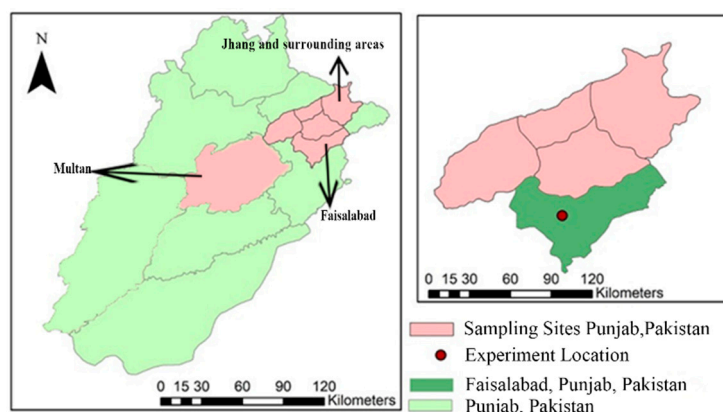 N
Jhang and surrounding areas
Multan
Faisalabad
0 15 30 60 90 120
Kilometers
0 15 30 60 90 120
Kilometers
Sampling Sites Punjab,Pakistan
Experiment Location
Faisalabad, Punjab, Pakistan
Punjab, Pakistan